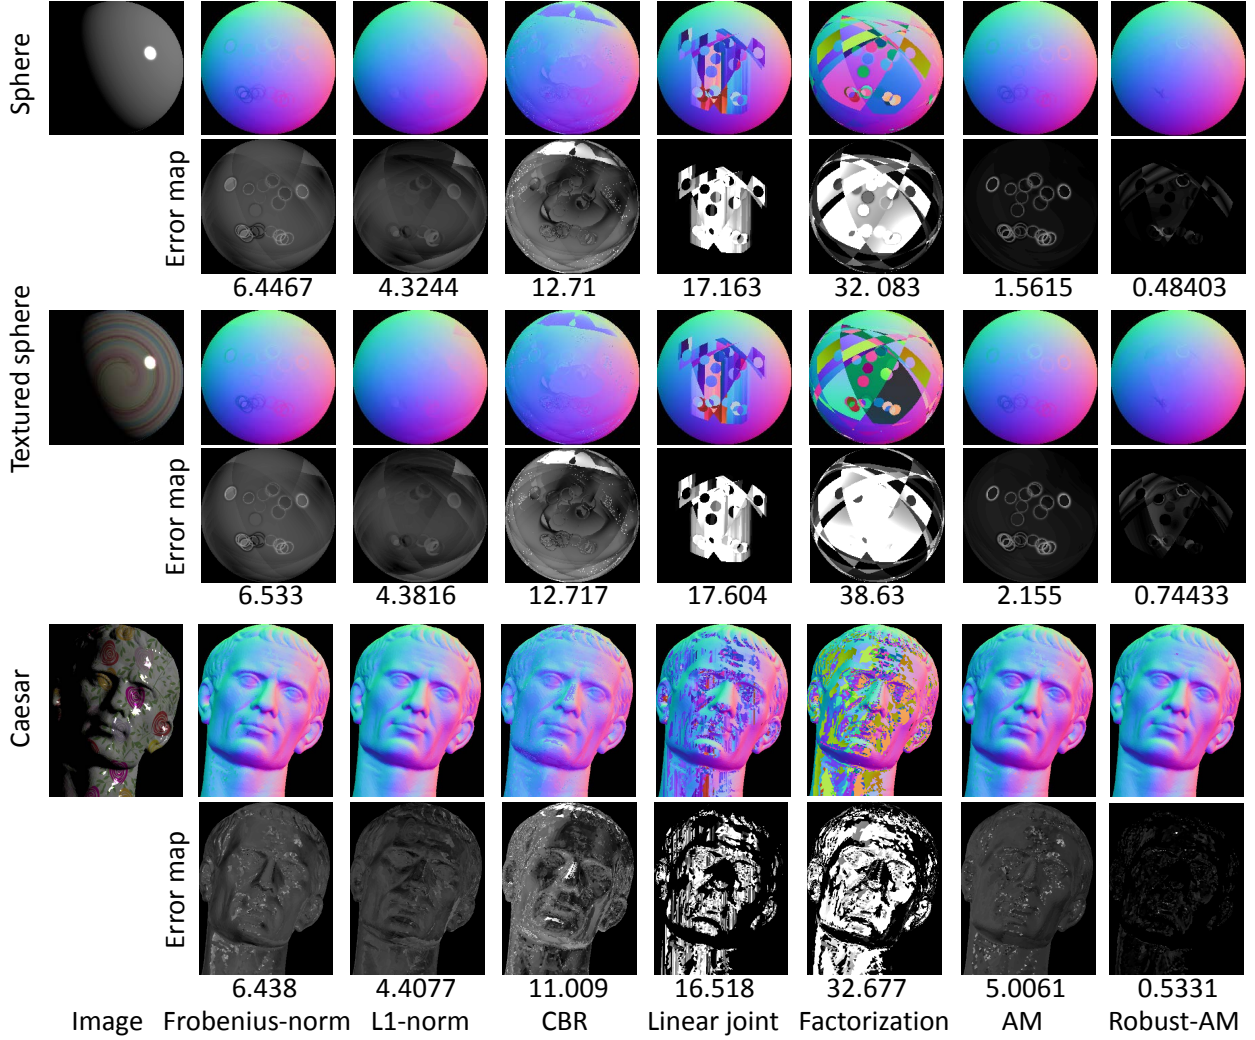 Sphere
Error map
6.4467 4.3244 12.71 17.163 32. 083 1.5615 0.48403
Textured sphere
Error map
6.533 4.3816 12.717 17.604 38.63 2.155 0.74433
Caesar
Error map
6.438 4.4077 11.009 16.518 32.677 5.0061 0.5331
Image Frobenius-norm L1-norm CBR Linear joint Factorization AM Robust-AM